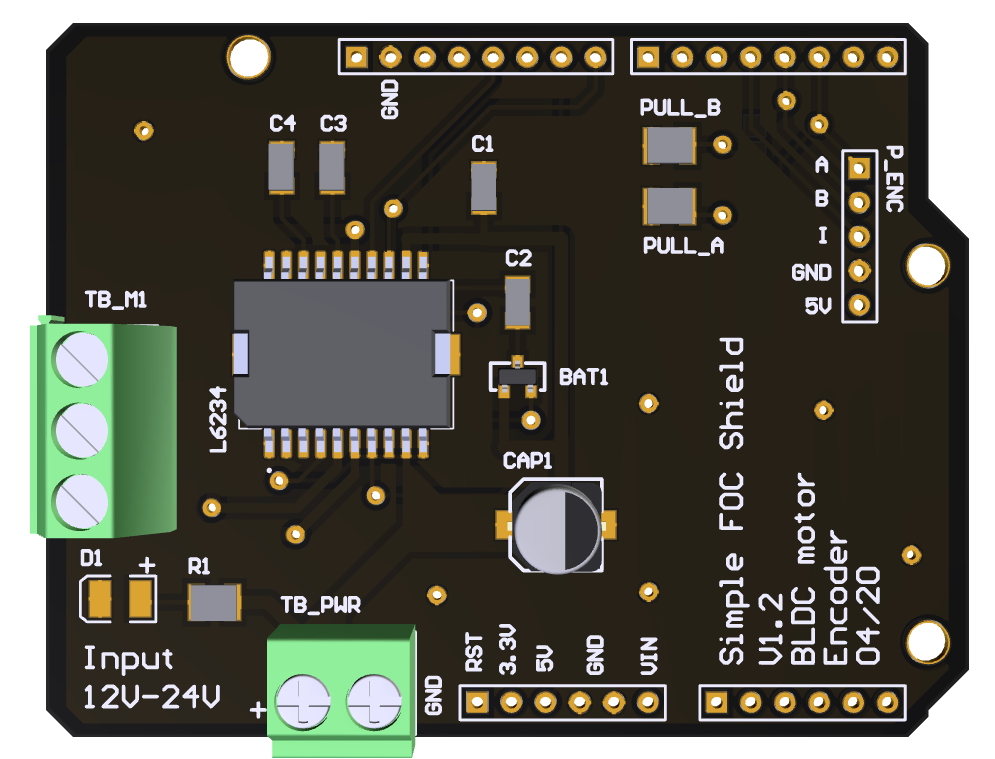 GND
PULL_B
C4
C3
C1
A
P_ENC
B
I
PULL_A
C2
GND
5V
TB_M1
BAT1
L6234
CAP1
D1
+
R1
TB_PWR
Input
12V-24V
+
GND
RST
3.3V
5V
GND
VIN
Simple FOC Shield
V1.2
BLDC motor
Encoder
04/20